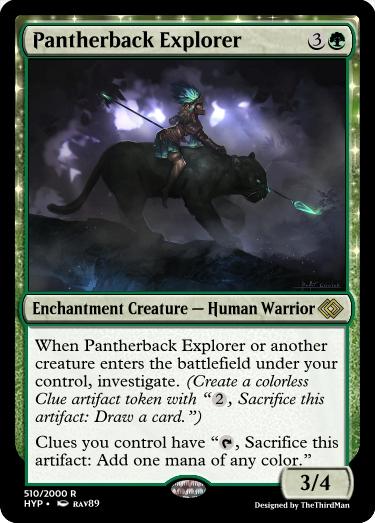 Pantherback Explorer 3
Enchantment Creature — Human Warrior
When Pantherback Explorer or another
creature enters the battlefield under your
control, investigate. (Create a colorless
Clue artifact token with “2, Sacrifice this
artifact: Draw a card.”)
Clues you control have “, Sacrifice this
artifact: Add one mana of any color.”
3/4
510/2000 R
HYP • RAV89
Designed by TheThirdMan